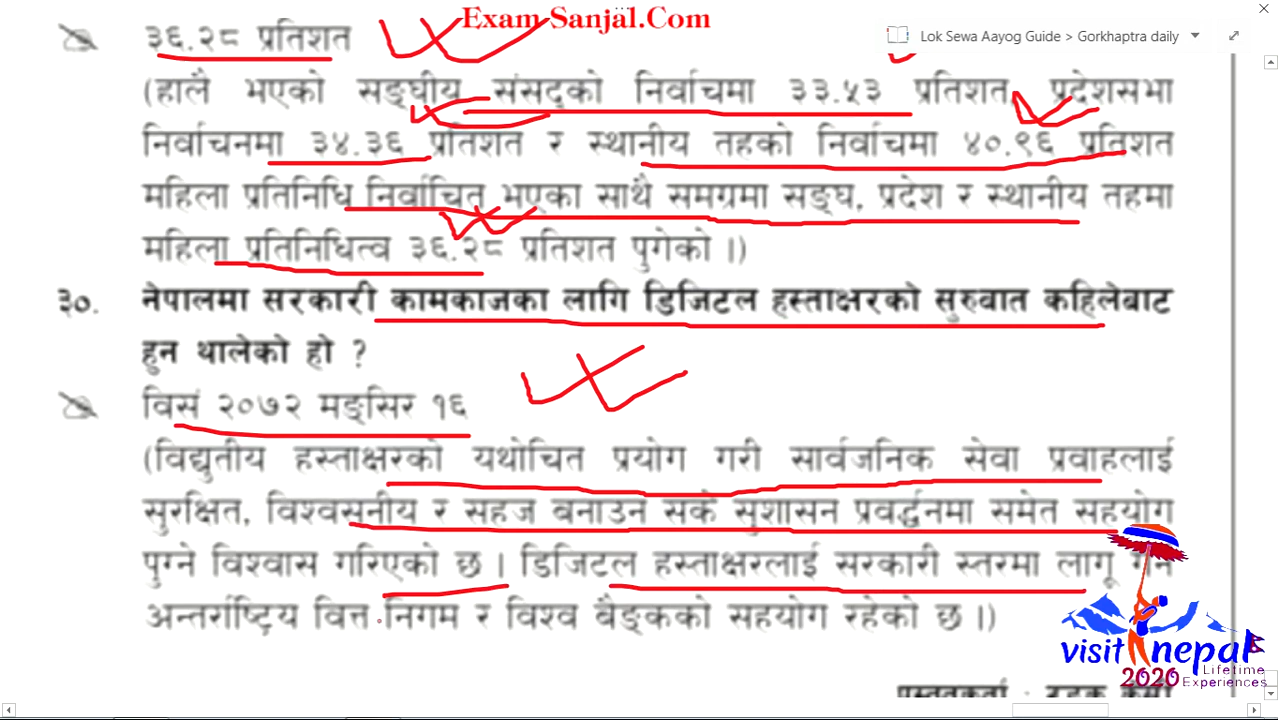 Exam Sanjal.Com
Lok Sewa Aayog Guide > Gorkhaptra daily
३६.२८ प्रतिशत
(हालै भएको सङ्घीय संसद्को निर्वाचमा ३३.५३ प्रतिशत, प्रदेशसभा
निर्वाचनमा ३४.३६ प्रतिशत र स्थानीय तहको निर्वाचमा ४०.९६ प्रतिशत
महिला प्रतिनिधि निर्वाचित भएका साथै समग्रमा सङ्घ, प्रदेश र स्थानीय तहमा
महिला प्रतिनिधित्व ३६.२८ प्रतिशत पुगेको ।)
३०. नेपालमा सरकारी कामकाजका लागि डिजिटल हस्ताक्षरको सुरुवात कहिलेबाट
हुन थालेको हो ?
विसं २०७२ मङ्सिर १६
(विद्युतीय हस्ताक्षरको यथोचित प्रयोग गरी सार्वजनिक सेवा प्रवाहलाई
सुरक्षित, विश्वसनीय र सहज बनाउन सके सुशासन प्रवर्द्धनमा समेत सहयोग
पुग्ने विश्वास गरिएको छ । डिजिटल हस्ताक्षरलाई सरकारी स्तरमा लागू गर्न
अन्तर्राष्ट्रिय वित्त निगम र विश्व बैङ्कको सहयोग रहेको छ ।)
visit nepal
2020 Lifetime
Experiences